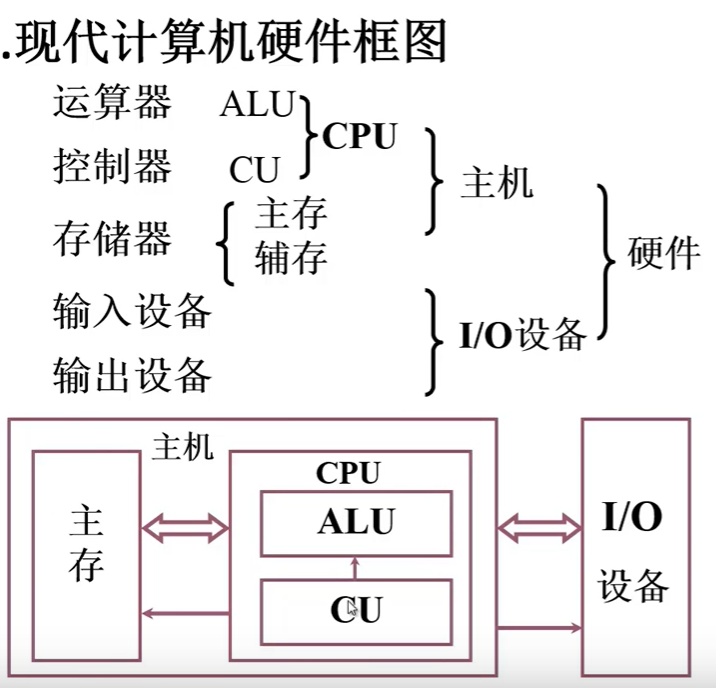 .现代计算机硬件框图
运算器 ALU
CPU
控制器 CU
主机
存储器
主存
辅存
硬件
输入设备
I/O设备
输出设备
主机
CPU
主存
ALU
I/O
设备
CU